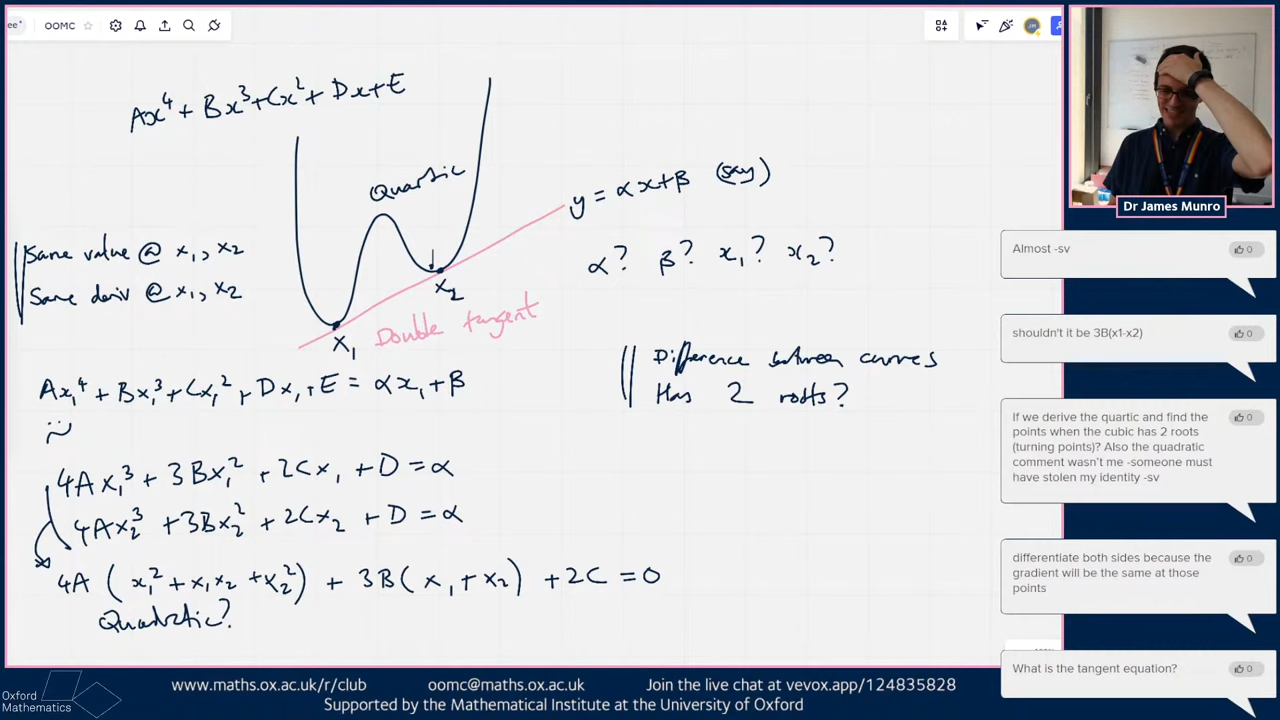 ee*
OOMC
Ax⁴ + Bx³ + Cx² + Dx + E
Quartic
y = αx+β (say)
α? β? x₁? x₂?
Same value @ x₁, x₂
Same deriv @ x₁, x₂
x₂
Double tangent
x₁
Ax₁⁴ + Bx₁³ + Cx₁² + Dx₁ + E = αx₁ + β
Difference between curves
Has 2 roots?
4Ax₁³ + 3Bx₁² + 2Cx₁ + D = α
4Ax₂³ + 3Bx₂² + 2Cx₂ + D = α
4A (x₁² + x₁x₂ + x₂²) + 3B(x₁ + x₂) + 2C = 0
Quadratic?
Dr James Munro
Almost -sv
0
shouldn't it be 3B(x1-x2)
0
If we derive the quartic and find the
points when the cubic has 2 roots
(turning points)? Also the quadratic
comment wasn't me -someone must
have stolen my identity -sv
0
differentiate both sides because the
gradient will be the same at those
points
0
What is the tangent equation?
0
Oxford
Mathematics
www.maths.ox.ac.uk/r/club oomc@maths.ox.ac.uk Join the live chat at vevox.app/124835828
Supported by the Mathematical Institute at the University of Oxford